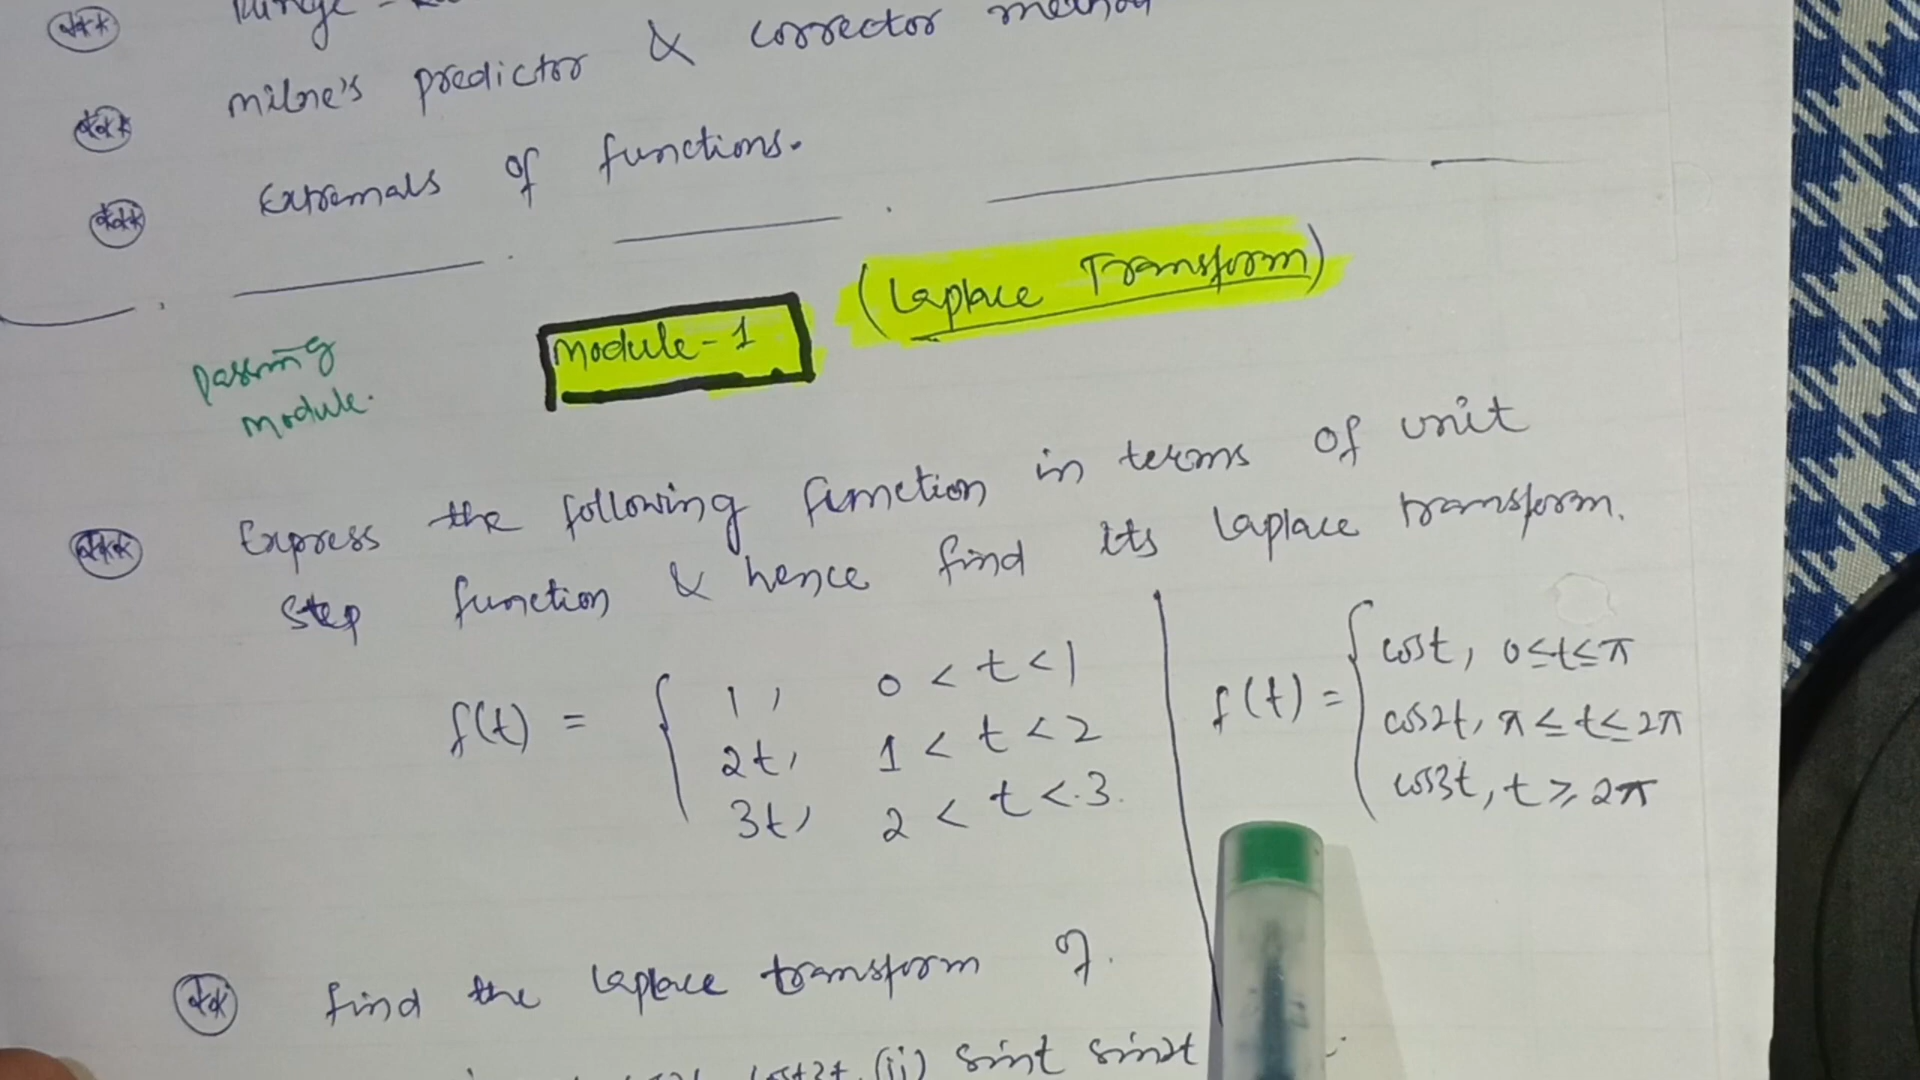 *** Runge -
*** milne's predictor & corrector method
*** Extremals of functions.
passing module.
Module-1 (Laplace Transform)
*** Express the following function in terms of unit
step function & hence find its Laplace transform.
f(t) = { 1, 0 < t < 1
2t, 1 < t < 2
3t, 2 < t < 3.
f(t) = { cost, 0≤t≤π
cos2t, π≤t≤2π
cos3t, t≥2π
** find the Laplace transform of.
(ii) sint sin2t